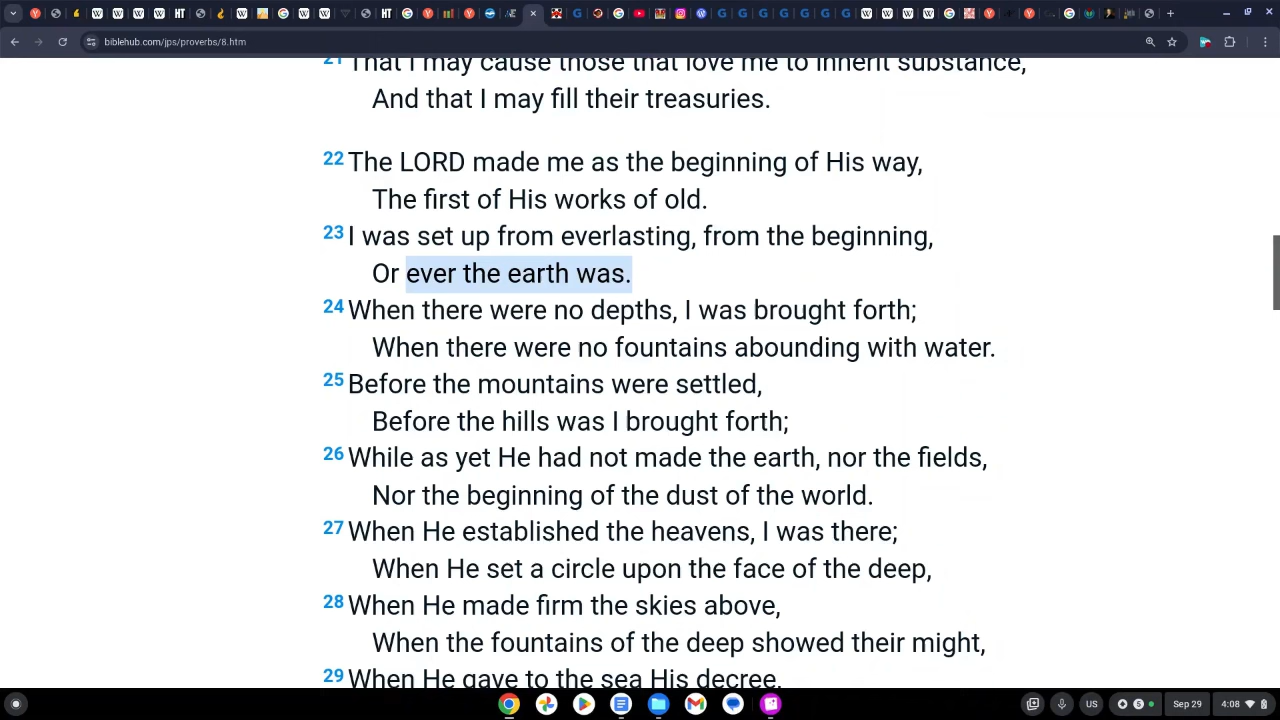 biblehub.com/jps/proverbs/8.htm
21 That I may cause those that love me to inherit substance,
And that I may fill their treasuries.
22 The LORD made me as the beginning of His way,
The first of His works of old.
23 I was set up from everlasting, from the beginning,
Or ever the earth was.
24 When there were no depths, I was brought forth;
When there were no fountains abounding with water.
25 Before the mountains were settled,
Before the hills was I brought forth;
26 While as yet He had not made the earth, nor the fields,
Nor the beginning of the dust of the world.
27 When He established the heavens, I was there;
When He set a circle upon the face of the deep,
28 When He made firm the skies above,
When the fountains of the deep showed their might,
29 When He gave to the sea His decree,
US
Sep 29
4:08